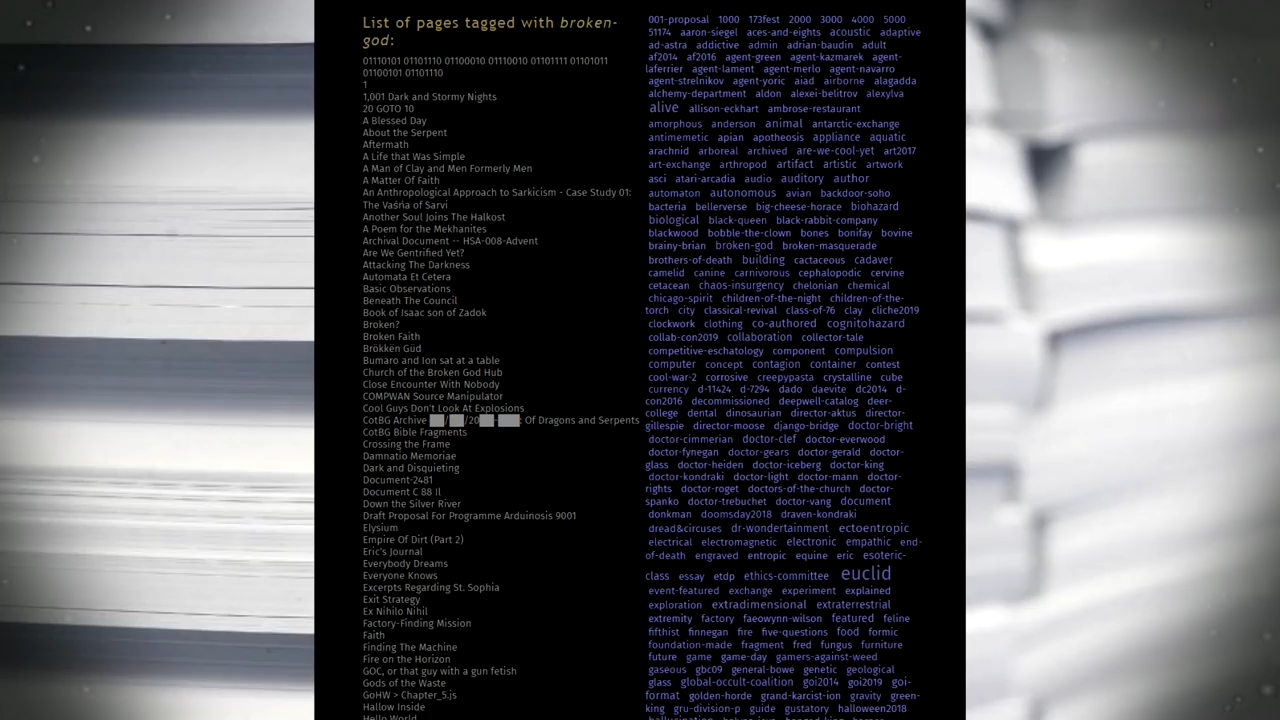 List of pages tagged with broken-
god:
01110101 01101110 01100010 01110010 01101111 01101011
01100101 01101110
1
1,001 Dark and Stormy Nights
20 GOTO 10
A Blessed Day
About the Serpent
Aftermath
A Life that Was Simple
A Man of Clay and Men Formerly Men
A Matter Of Faith
An Anthropological Approach to Sarkicism - Case Study 01:
The Vaśńa of Sarvi
Another Soul Joins The Halkost
A Poem for the Mekhanites
Archival Document -- HSA-008-Advent
Are We Gentrified Yet?
Attacking The Darkness
Automata Et Cetera
Basic Observations
Beneath The Council
Book of Isaac son of Zadok
Broken?
Broken Faith
Brökkën Güd
Bumaro and Ion sat at a table
Church of the Broken God Hub
Close Encounter With Nobody
COMPWAN Source Manipulator
Cool Guys Don't Look At Explosions
CotBG Archive ██/██/20██-███: Of Dragons and Serpents
CotBG Bible Fragments
Crossing the Frame
Damnatio Memoriae
Dark and Disquieting
Document-2481
Document C 88 II
Down the Silver River
Draft Proposal For Programme Arduinosis 9001
Elysium
Empire Of Dirt (Part 2)
Eric's Journal
Everybody Dreams
Everyone Knows
Excerpts Regarding St. Sophia
Exit Strategy
Ex Nihilo Nihil
Factory-Finding Mission
Faith
Finding The Machine
Fire on the Horizon
GOC, or that guy with a gun fetish
Gods of the Waste
GoHW > Chapter_5.js
Hallow Inside
Hello World
001-proposal 1000 173fest 2000 3000 4000 5000
51174 aaron-siegel aces-and-eights acoustic adaptive
ad-astra addictive admin adrian-baudin adult
af2014 af2016 agent-green agent-kazmarek agent-
laferrier agent-lament agent-merlo agent-navarro
agent-strelnikov agent-yoric aiad airborne alagadda
alchemy-department aldon alexei-belitrov alexylva
alive allison-eckhart ambrose-restaurant
amorphous anderson animal antarctic-exchange
antimemetic apian apotheosis appliance aquatic
arachnid arboreal archived are-we-cool-yet art2017
art-exchange arthropod artifact artistic artwork
asci atari-arcadia audio auditory author
automaton autonomous avian backdoor-soho
bacteria bellerverse big-cheese-horace biohazard
biological black-queen black-rabbit-company
blackwood bobble-the-clown bones bonifay bovine
brainy-brian broken-god broken-masquerade
brothers-of-death building cactaceous cadaver
camelid canine carnivorous cephalopodic cervine
cetacean chaos-insurgency chelonian chemical
chicago-spirit children-of-the-night children-of-the-
torch city classical-revival class-of-76 clay cliche2019
clockwork clothing co-authored cognitohazard
collab-con2019 collaboration collector-tale
competitive-eschatology component compulsion
computer concept contagion container contest
cool-war-2 corrosive creepypasta crystalline cube
currency d-11424 d-7294 dado daevite dc2014 d-
con2016 decommissioned deepwell-catalog deer-
college dental dinosaurian director-aktus director-
gillespie director-moose django-bridge doctor-bright
doctor-cimmerian doctor-clef doctor-everwood
doctor-fynegan doctor-gears doctor-gerald doctor-
glass doctor-heiden doctor-iceberg doctor-king
doctor-kondraki doctor-light doctor-mann doctor-
rights doctor-roget doctors-of-the-church doctor-
spanko doctor-trebuchet doctor-vang document
donkman doomsday2018 draven-kondraki
dread&circuses dr-wondertainment ectoentropic
electrical electromagnetic electronic empathic end-
of-death engraved entropic equine eric esoteric-
class essay etdp ethics-committee euclid
event-featured exchange experiment explained
exploration extradimensional extraterrestrial
extremity factory faeowynn-wilson featured feline
fifthist finnegan fire five-questions food formic
foundation-made fragment fred fungus furniture
future game game-day gamers-against-weed
gaseous gbc09 general-bowe genetic geological
glass global-occult-coalition goi2014 goi2019 goi-
format golden-horde grand-karcist-ion gravity green-
king gru-division-p guide gustatory halloween2018